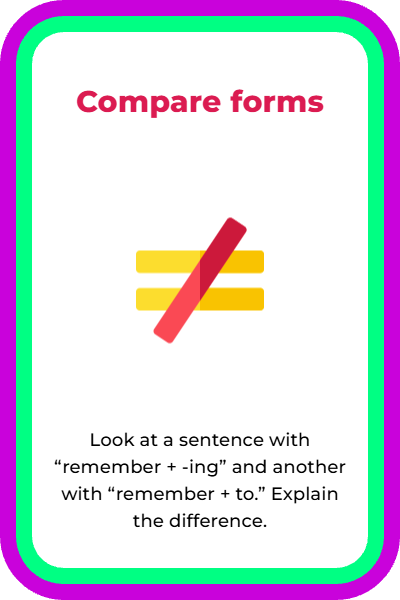 Compare forms
Look at a sentence with
“remember + -ing” and another
with “remember + to.” Explain
the difference.